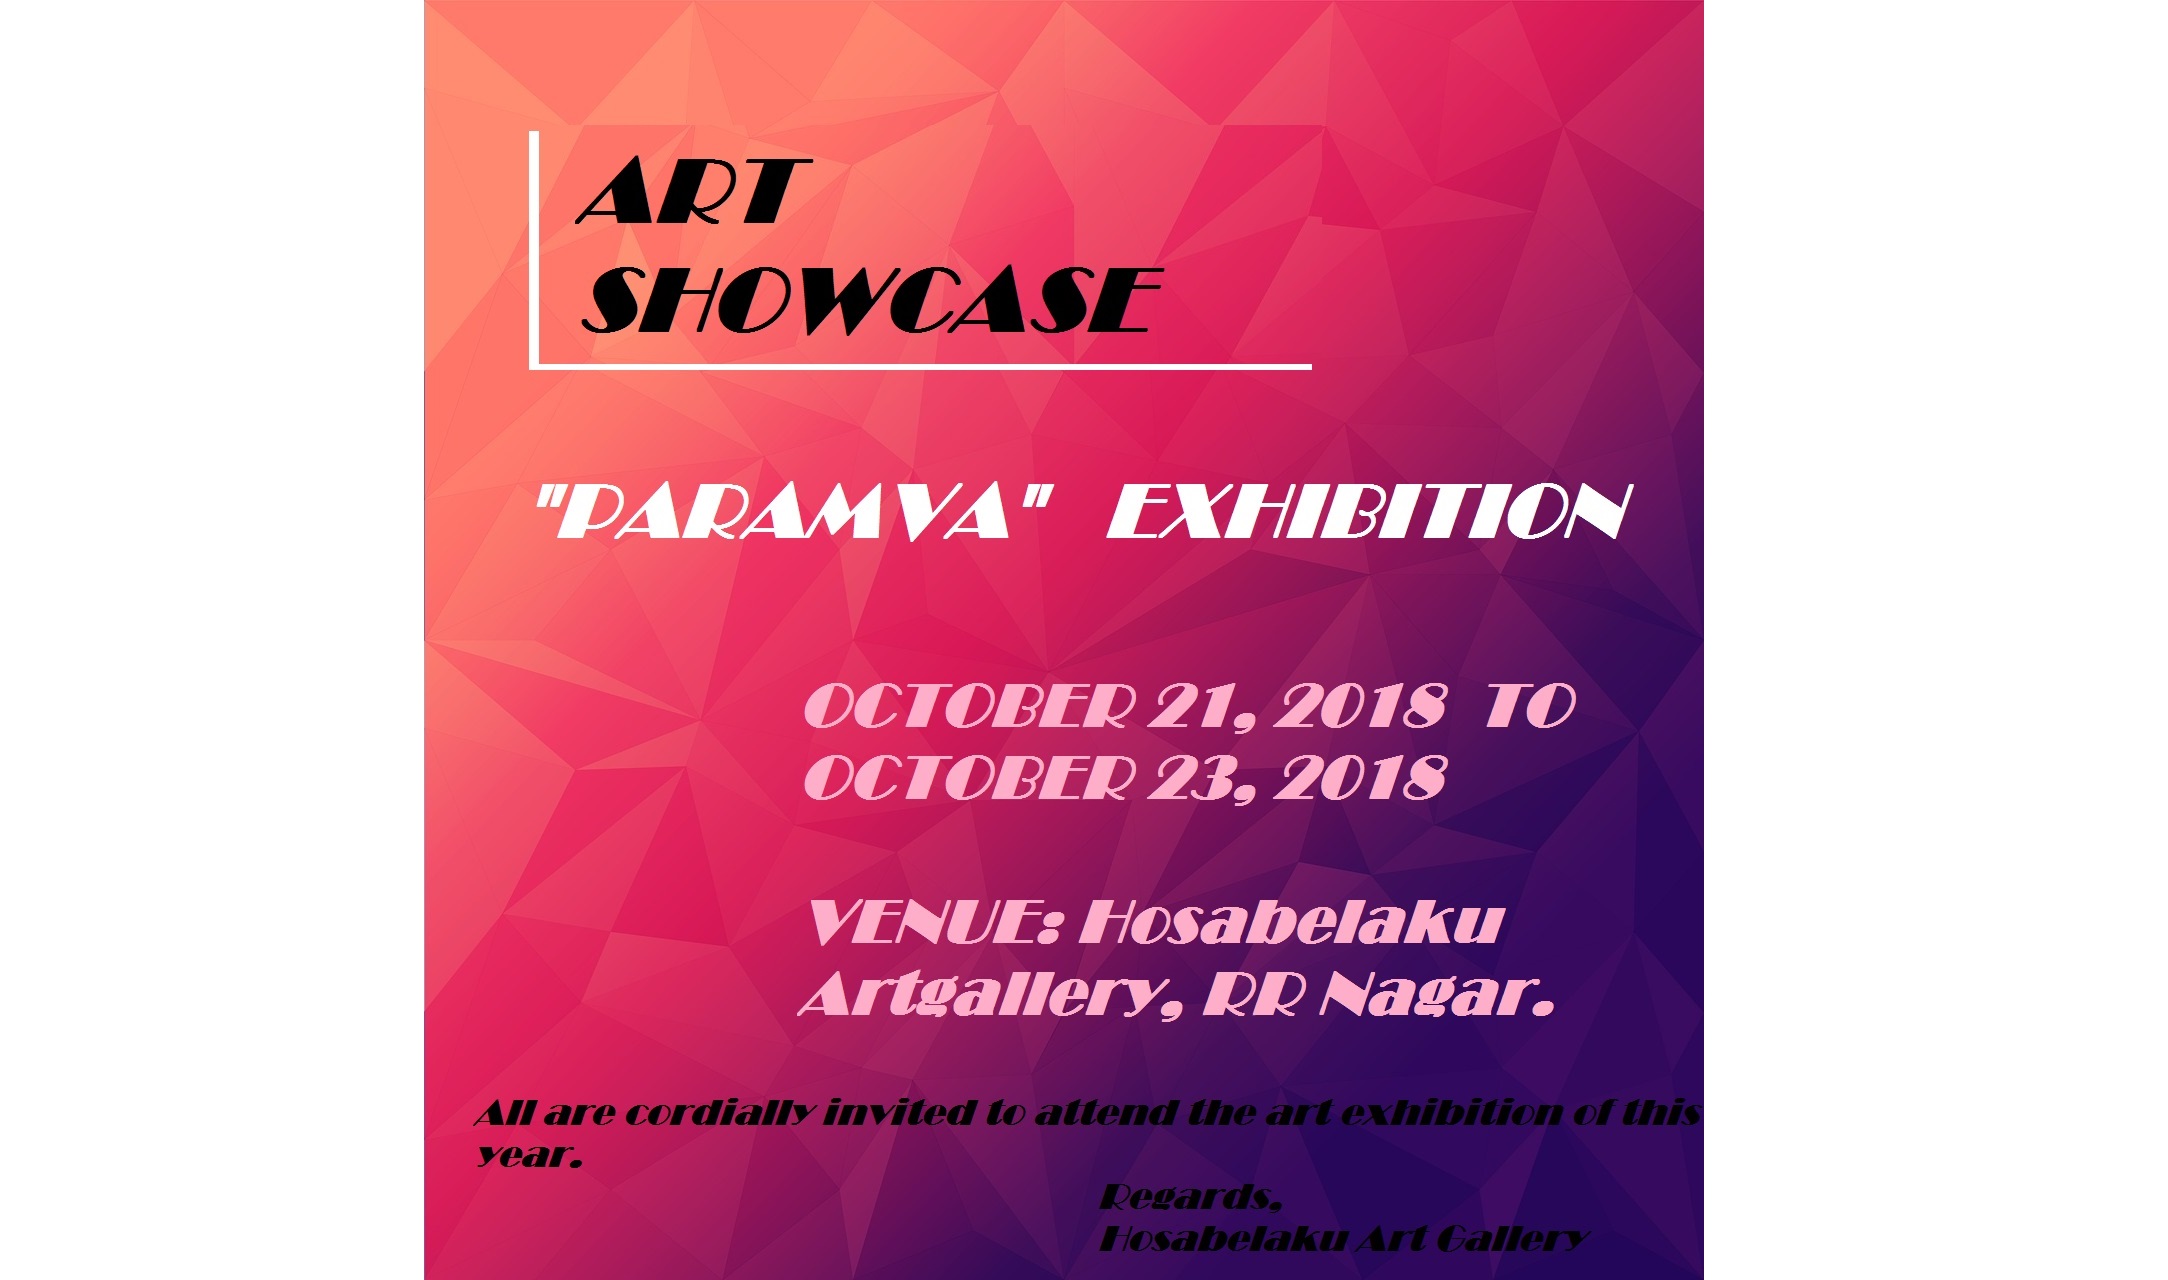 ART
SHOWCASE
"PARAMVA" EXHIBITION
OCTOBER 21, 2018 TO
OCTOBER 23, 2018
VENUE: Hosabelaku
Artgallery, RR Nagar.
All are cordially invited to attend the art exhibition of this
year.
Regards,
Hosabelaku Art Gallery